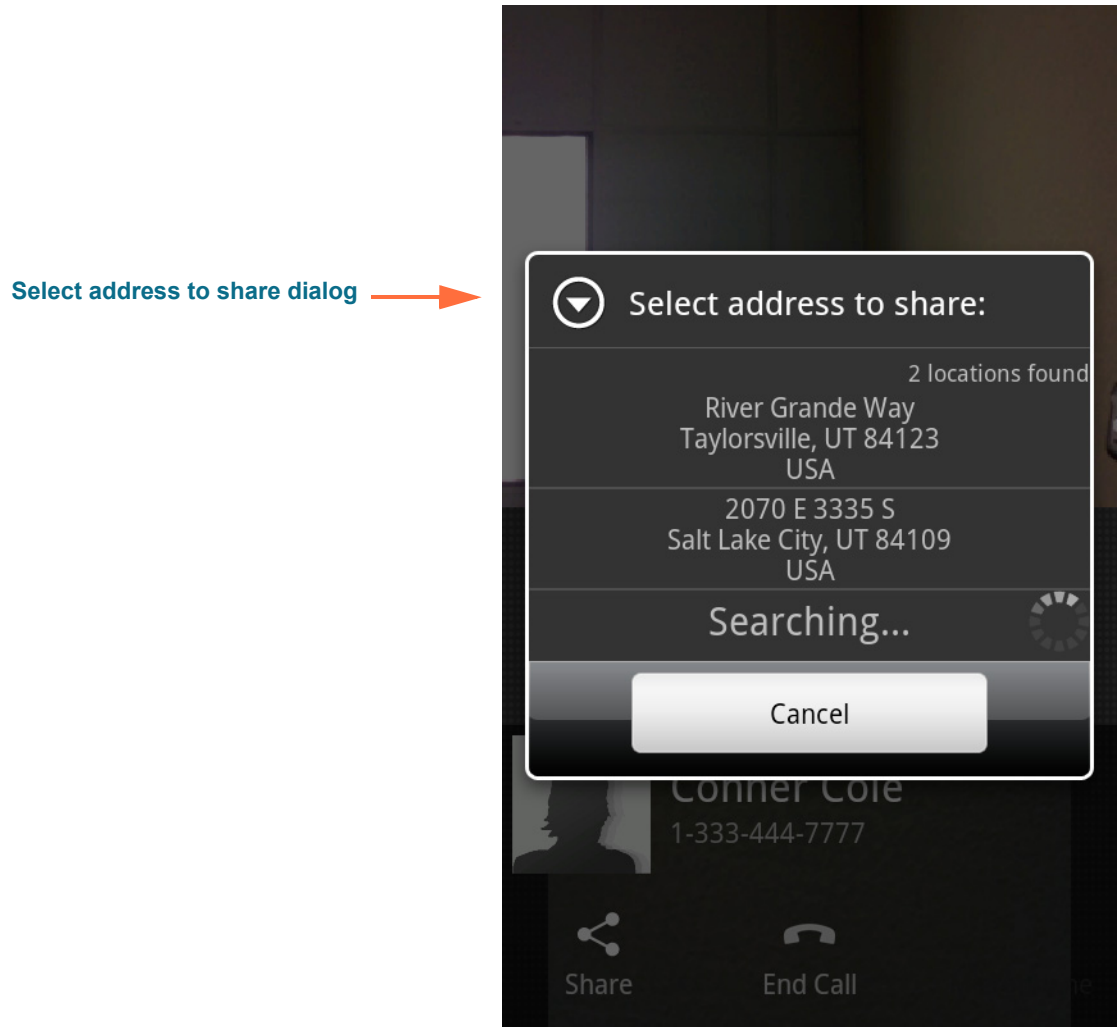 Select address to share dialog
Select address to share:
2 locations found
River Grande Way
Taylorsville, UT 84123
USA
2070 E 3335 S
Salt Lake City, UT 84109
USA
Searching...
Cancel
Conner Cole
1-333-444-7777
Share
End Call